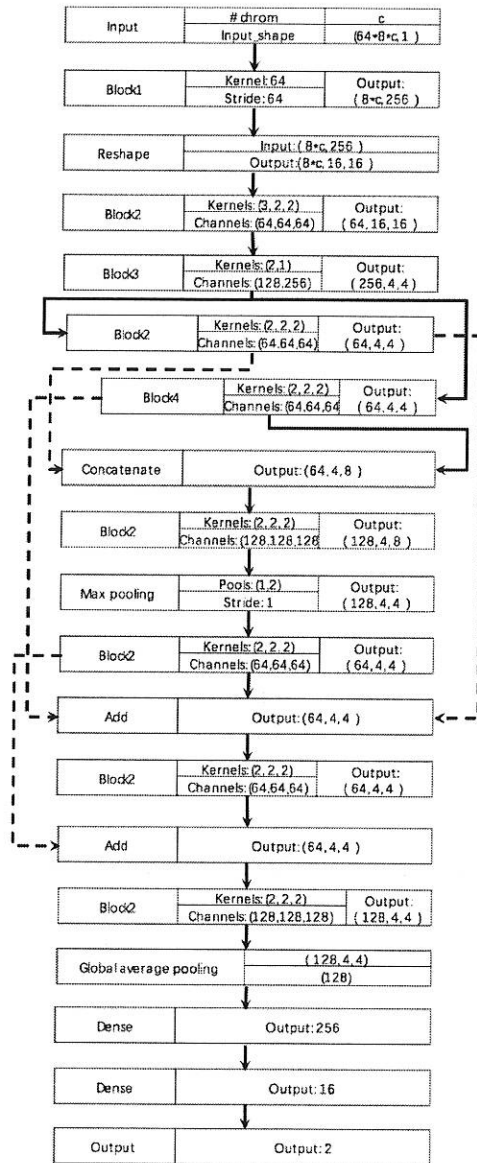 Input
# chrom
c
Input_shape
(64*8*c,1)
Block1
Kernel:64
Stride:64
Output:
(8*c,256)
Reshape
Input:(8*c,256)
Output:(8*c,16,16)
Block2
Kernels:(3,2,2)
Channels:(64,64,64)
Output:
(64,16,16)
Block3
Kernels:(2,1)
Channels:(128,256)
Output:
(256,4,4)
Block2
Kernels:(2,2,2)
Channels:(64,64,64)
Output:
(64,4,4)
Block4
Kernels:(2,2,2)
Channels:(64,64,64
Output:
(64,4,4)
Concatenate
Output:(64,4,8)
Block2
Kernels:(2,2,2)
Channels:(128,128,128
Output:
(128,4,8)
Max pooling
Pools:(1,2)
Stride:1
Output:
(128,4,4)
Block2
Kernels:(2,2,2)
Channels:(64,64,64)
Output:
(64,4,4)
Add
Output:(64,4,4)
Block2
Kernels:(2,2,2)
Channels:(64,64,64)
Output:
(64,4,4)
Add
Output:(64,4,4)
Block2
Kernels:(2,2,2)
Channels:(128,128,128)
Output:
(128,4,4)
Global average pooling
(128,4,4)
(128)
Dense
Output:256
Dense
Output:16
Output
Output:2